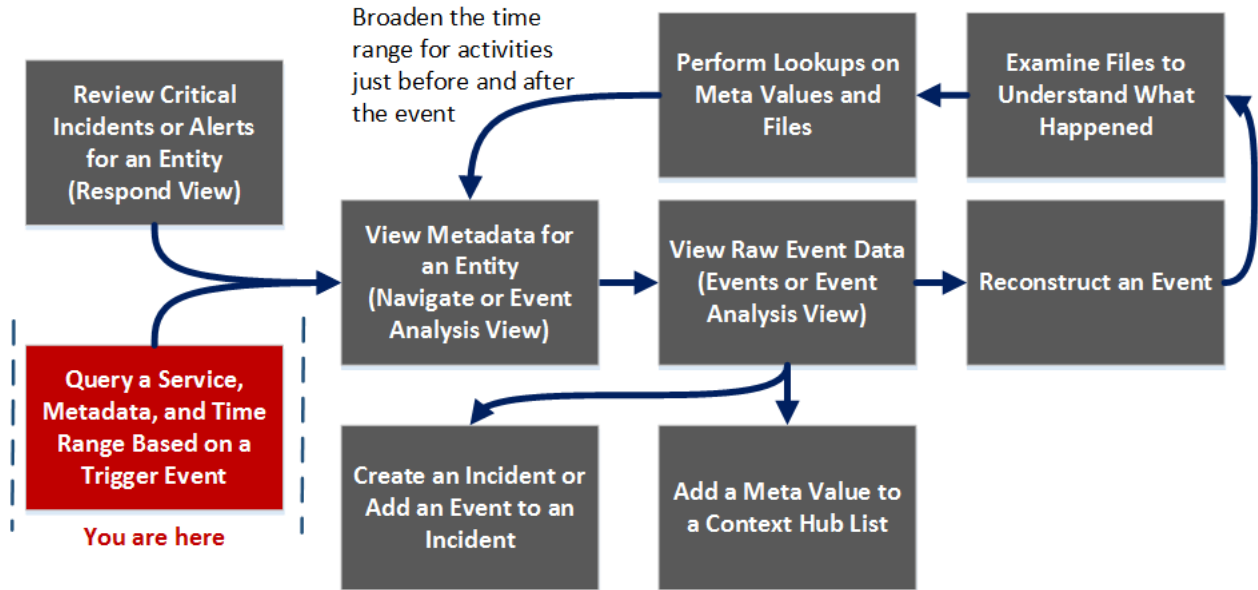 Broaden the time
range for activities
just before and after
the event
Review Critical
Incidents or Alerts
for an Entity
(Respond View)
Perform Lookups on
Meta Values and
Files
Examine Files to
Understand What
Happened
View Metadata for
an Entity
(Navigate or Event
Analysis View)
View Raw Event Data
(Events or Event
Analysis View)
Reconstruct an Event
Query a Service,
Metadata, and Time
Range Based on a
Trigger Event
You are here
Create an Incident or
Add an Event to an
Incident
Add a Meta Value to
a Context Hub List